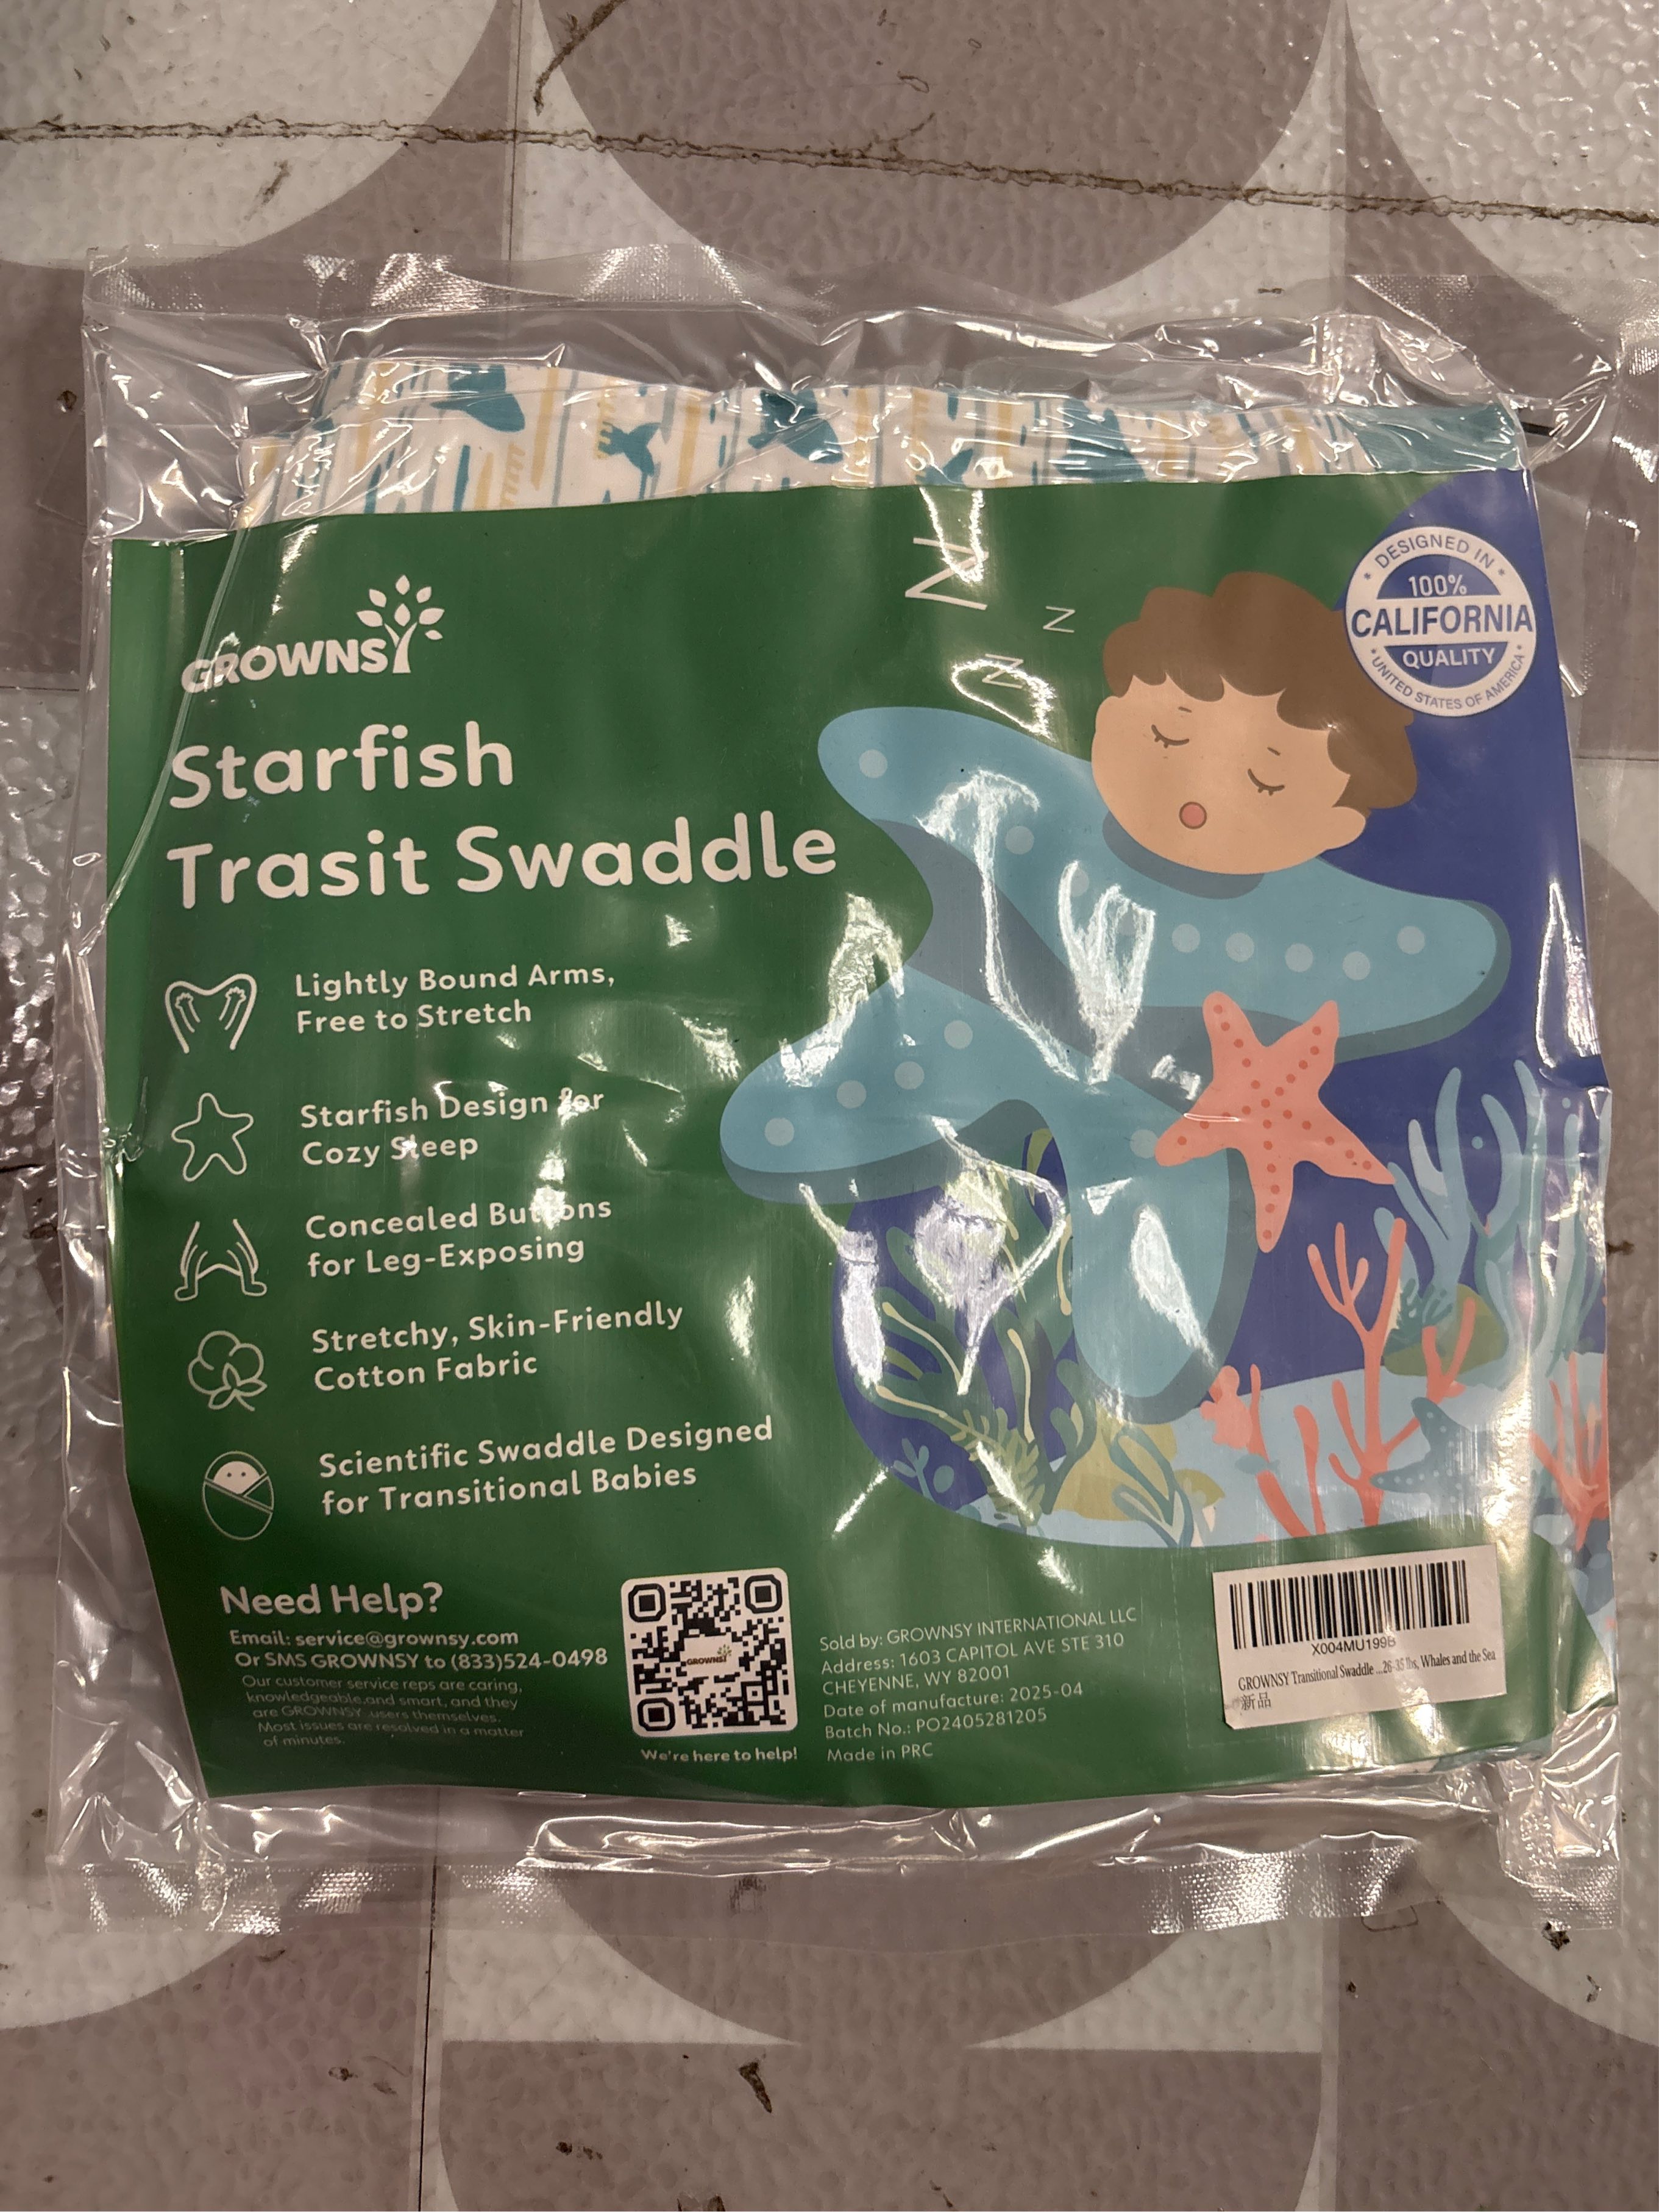 GROWNSY
Starfish
Trasit Swaddle
Lightly Bound Arms,
Free to Stretch
Starfish Design for
Cozy Sleep
Concealed Buttons
for Leg-Exposing
Stretchy, Skin-Friendly
Cotton Fabric
Scientific Swaddle Designed
for Transitional Babies
Z
Z
Z
Z
DESIGNED IN
100%
CALIFORNIA
QUALITY
UNITED STATES OF AMERICA
Need Help?
Email: service@grownsy.com
Or SMS GROWNSY to (833)524-0498
Our customer service reps are caring,
knowledgeable,and smart, and they
are GROWNSY users themselves.
Most issues are resolved in a matter
of minutes.
GROWNSY
We're here to help!
Sold by: GROWNSY INTERNATIONAL LLC
Address: 1603 CAPITOL AVE STE 310
CHEYENNE, WY 82001
Date of manufacture: 2025-04
Batch No.: PO2405281205
Made in PRC
X004MU199B
GROWNSY Transitional Swaddle ...26-35 lbs, Whales and the Sea
新品